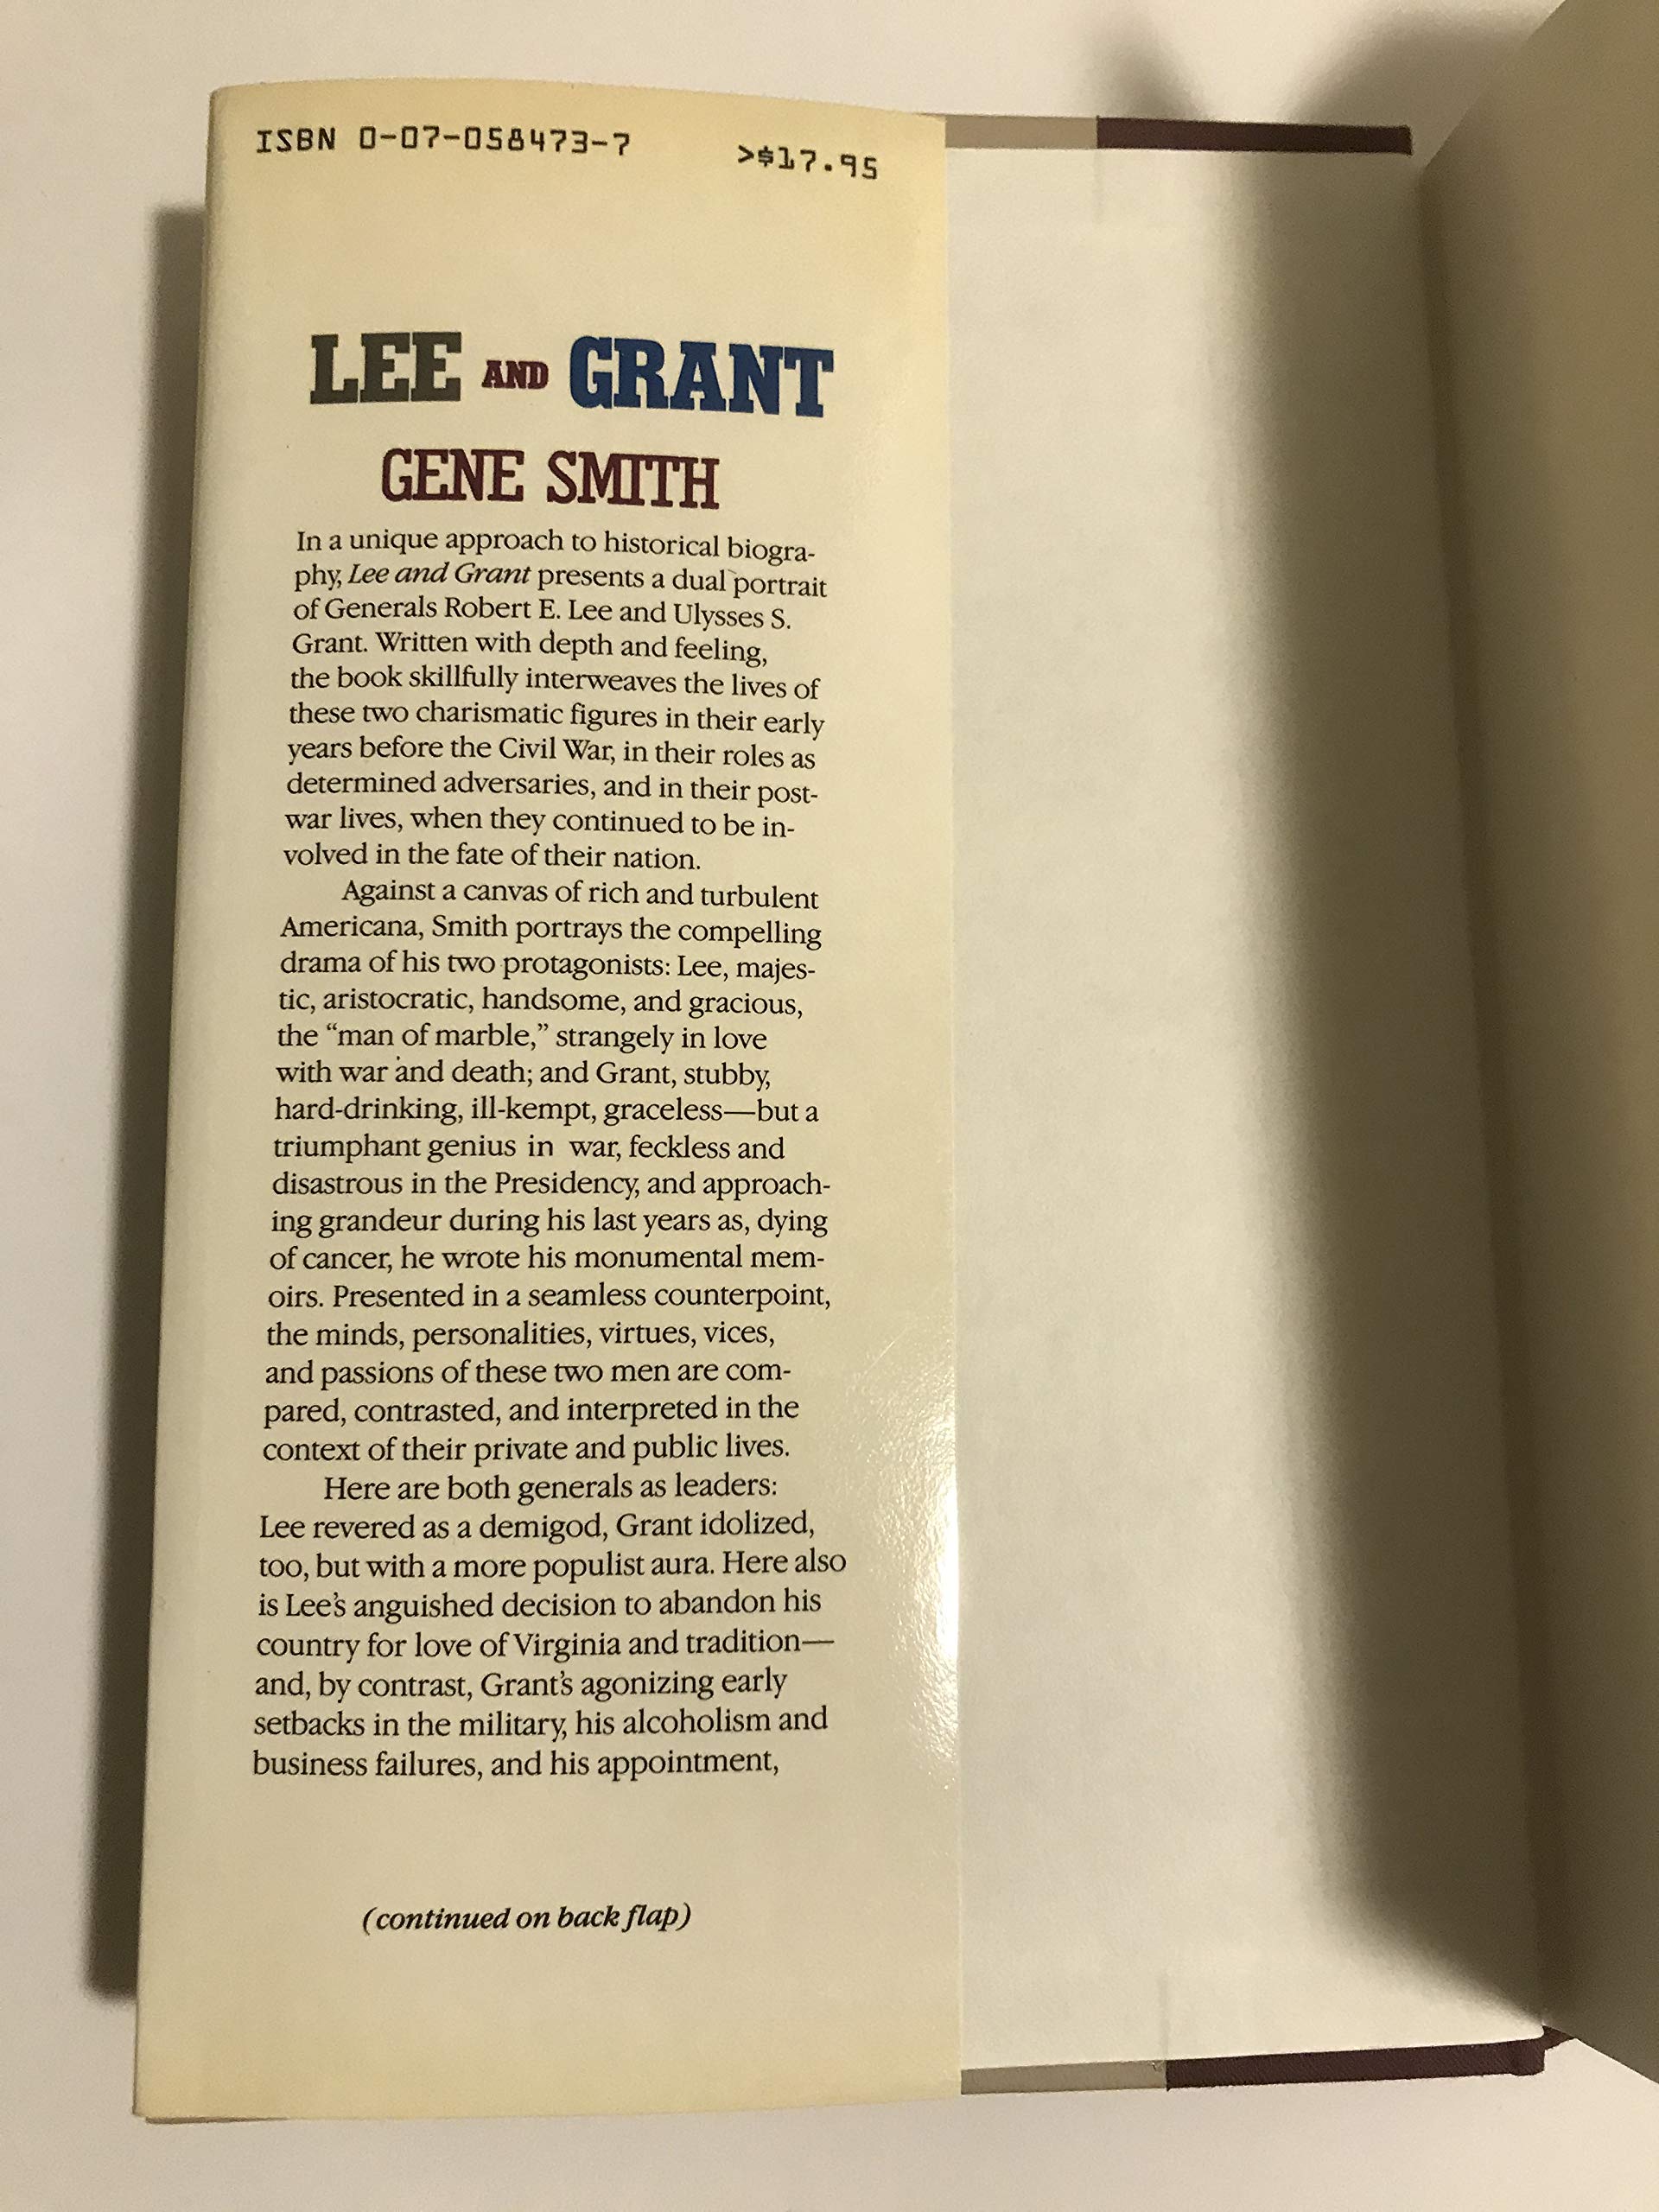 ISBN 0-07-058473-7 >$17.95
LEE AND GRANT
GENE SMITH
In a unique approach to historical biogra-
phy, Lee and Grant presents a dual portrait
of Generals Robert E. Lee and Ulysses S.
Grant. Written with depth and feeling,
the book skillfully interweaves the lives of
these two charismatic figures in their early
years before the Civil War, in their roles as
determined adversaries, and in their post-
war lives, when they continued to be in-
volved in the fate of their nation.
Against a canvas of rich and turbulent
Americana, Smith portrays the compelling
drama of his two protagonists: Lee, majes-
tic, aristocratic, handsome, and gracious,
the “man of marble,” strangely in love
with war and death; and Grant, stubby,
hard-drinking, ill-kempt, graceless—but a
triumphant genius in war, feckless and
disastrous in the Presidency, and approach-
ing grandeur during his last years as, dying
of cancer, he wrote his monumental mem-
oirs. Presented in a seamless counterpoint,
the minds, personalities, virtues, vices,
and passions of these two men are com-
pared, contrasted, and interpreted in the
context of their private and public lives.
Here are both generals as leaders:
Lee revered as a demigod, Grant idolized,
too, but with a more populist aura. Here also
is Lee’s anguished decision to abandon his
country for love of Virginia and tradition—
and, by contrast, Grant’s agonizing early
setbacks in the military, his alcoholism and
business failures, and his appointment,
(continued on back flap)